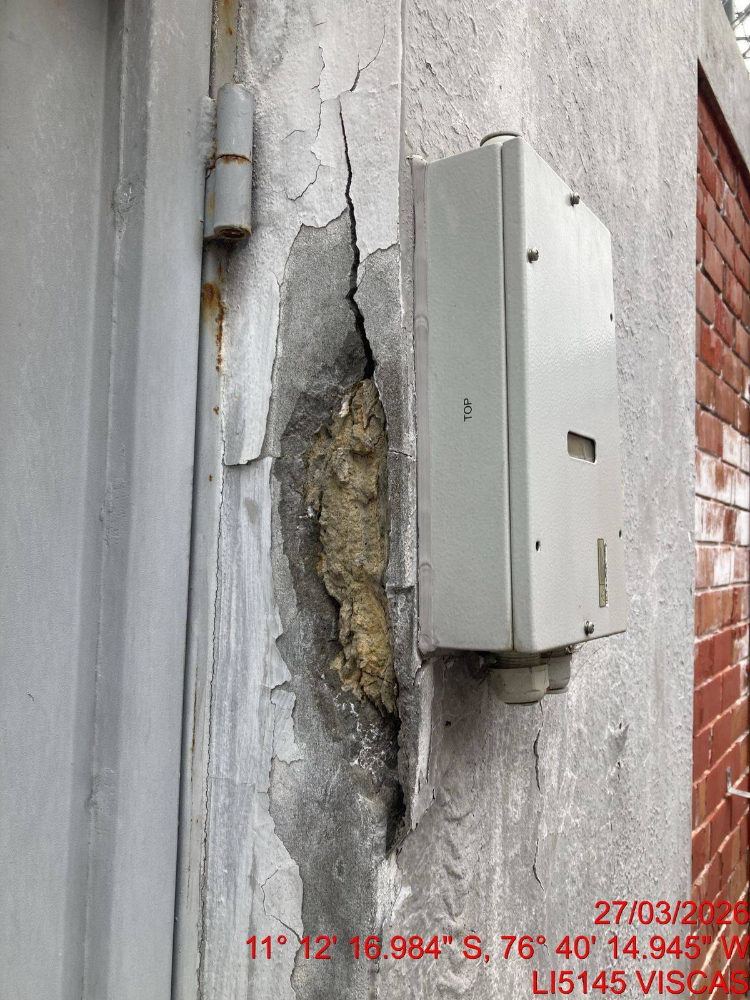 TOP
27/03/2026
11° 12' 16.984" S, 76° 40' 14.945" W
LI5145 VISCAS